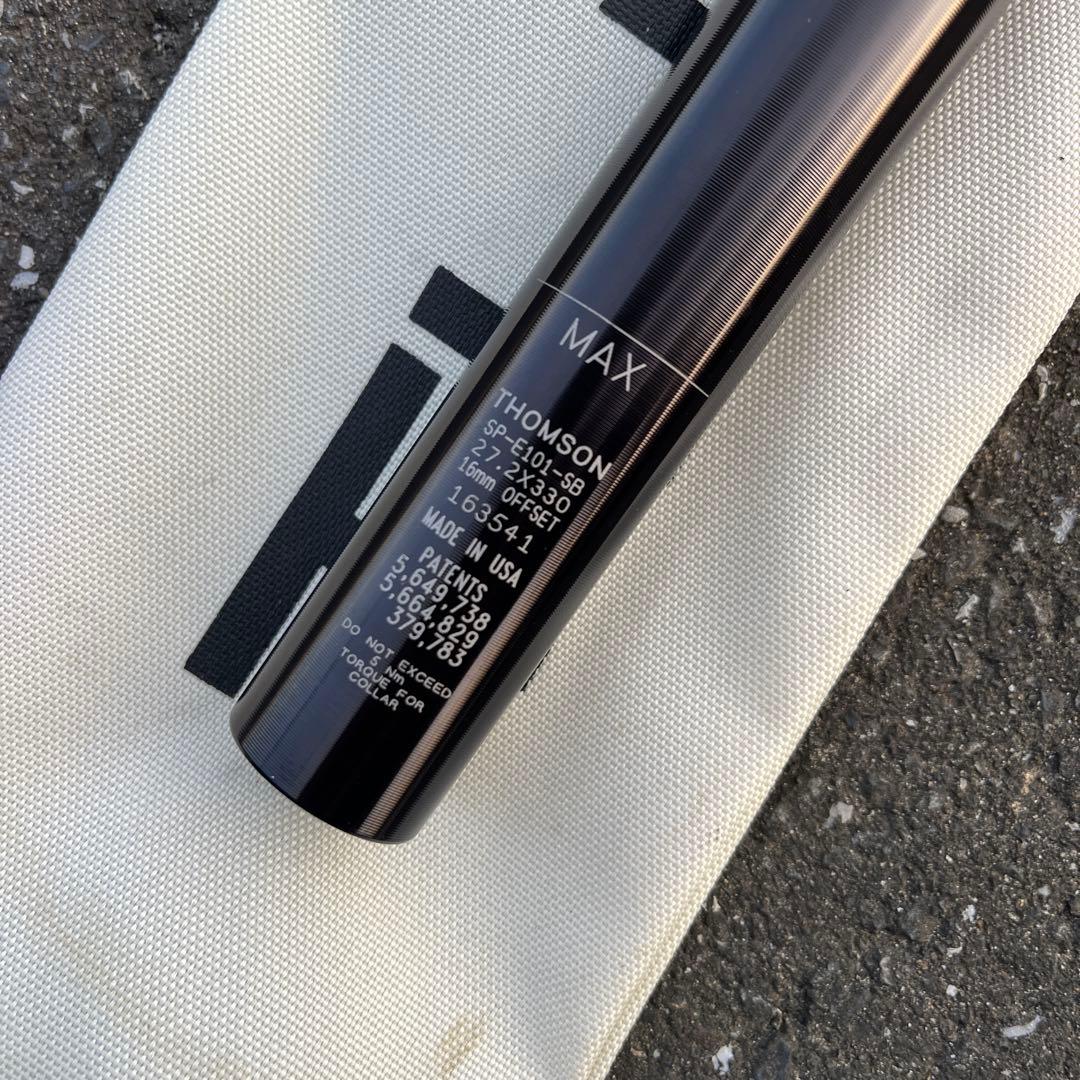 MAX
THOMSON
SP-E101-SB
27.2X330
16mm OFFSET
163541
MADE IN USA
PATENTS
5,649,738
5,664,829
379,783
DO NOT EXCEED
5 Nm
TORQUE FOR
COLLAR